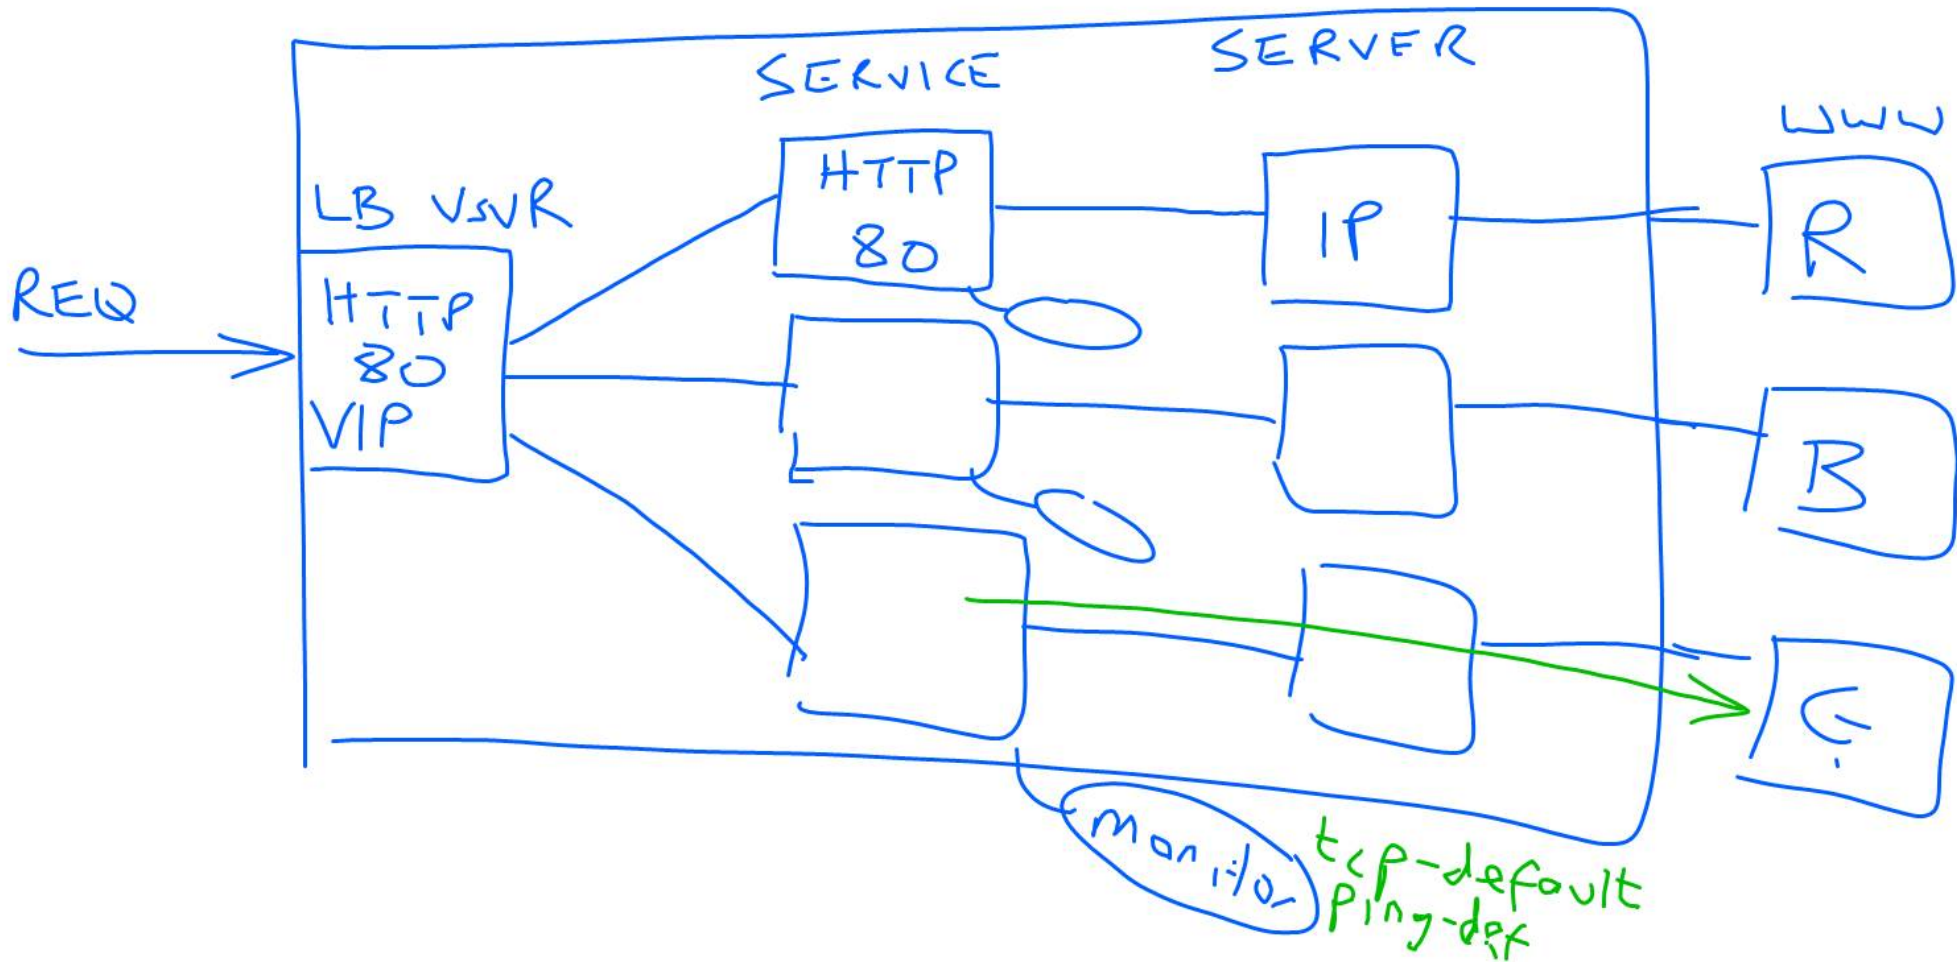 SERVICE
SERVER
WWW
LB VSVR
HTTP
80
VIP
REQ
HTTP
80
IP
R
B
G
monitor
tcp-default
Ping-def